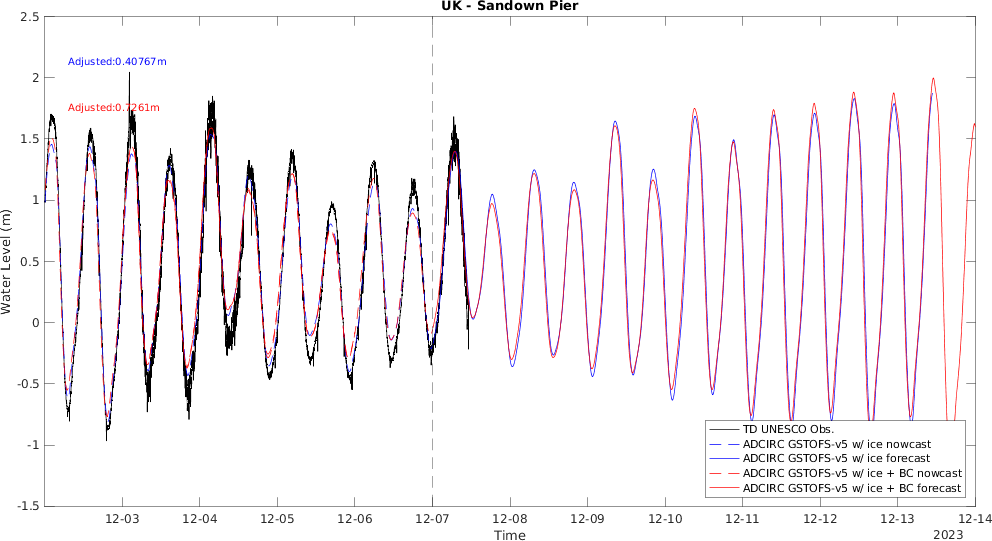 UK - Sandown Pier
2.5
2
1.5
1
0.5
0
-0.5
-1
-1.5
Water Level (m)
Adjusted:0.40767m
Adjusted:0.7261m
TD UNESCO Obs.
ADCIRC GSTOFS-v5 w/ ice nowcast
ADCIRC GSTOFS-v5 w/ ice forecast
ADCIRC GSTOFS-v5 w/ ice + BC nowcast
ADCIRC GSTOFS-v5 w/ ice + BC forecast
12-03 12-04 12-05 12-06 12-07 12-08 12-09 12-10 12-11 12-12 12-13 12-14
Time
2023